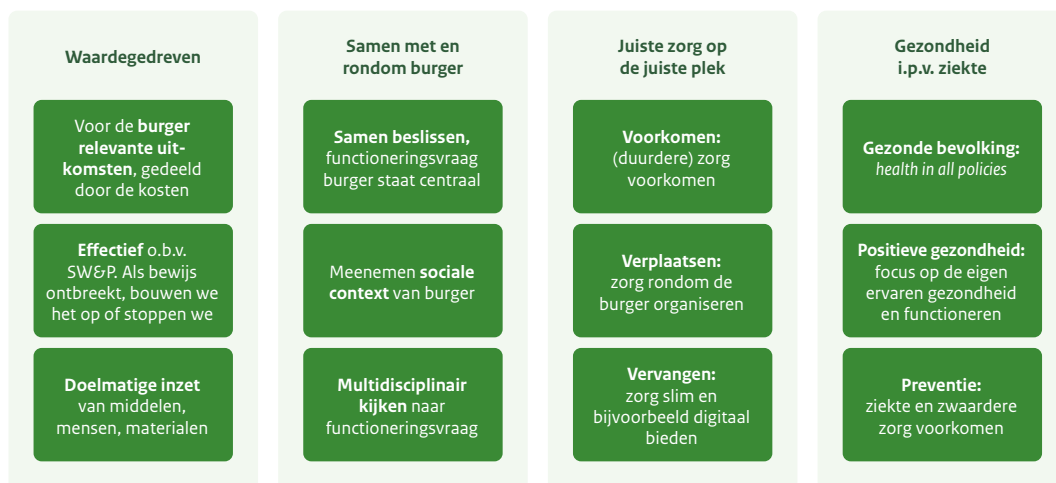 Waardegedreven
Voor de burger
relevante uit-
komsten, gedeeld
door de kosten
Effectief o.b.v.
SW&P. Als bewijs
ontbreekt, bouwen we
het op of stoppen we
Doelmatige inzet
van middelen,
mensen, materialen
Samen met en
rondom burger
Samen beslissen,
functioneringsvraag
burger staat centraal
Meenemen sociale
context van burger
Multidisciplinair
kijken naar
functioneringsvraag
Juiste zorg op
de juiste plek
Voorkomen:
(duurdere) zorg
voorkomen
Verplaatsen:
zorg rondom de
burger organiseren
Vervangen:
zorg slim en
bijvoorbeeld digitaal
bieden
Gezondheid
i.p.v. ziekte
Gezonde bevolking:
health in all policies
Positieve gezondheid:
focus op de eigen
ervaren gezondheid
en functioneren
Preventie:
ziekte en zwaardere
zorg voorkomen